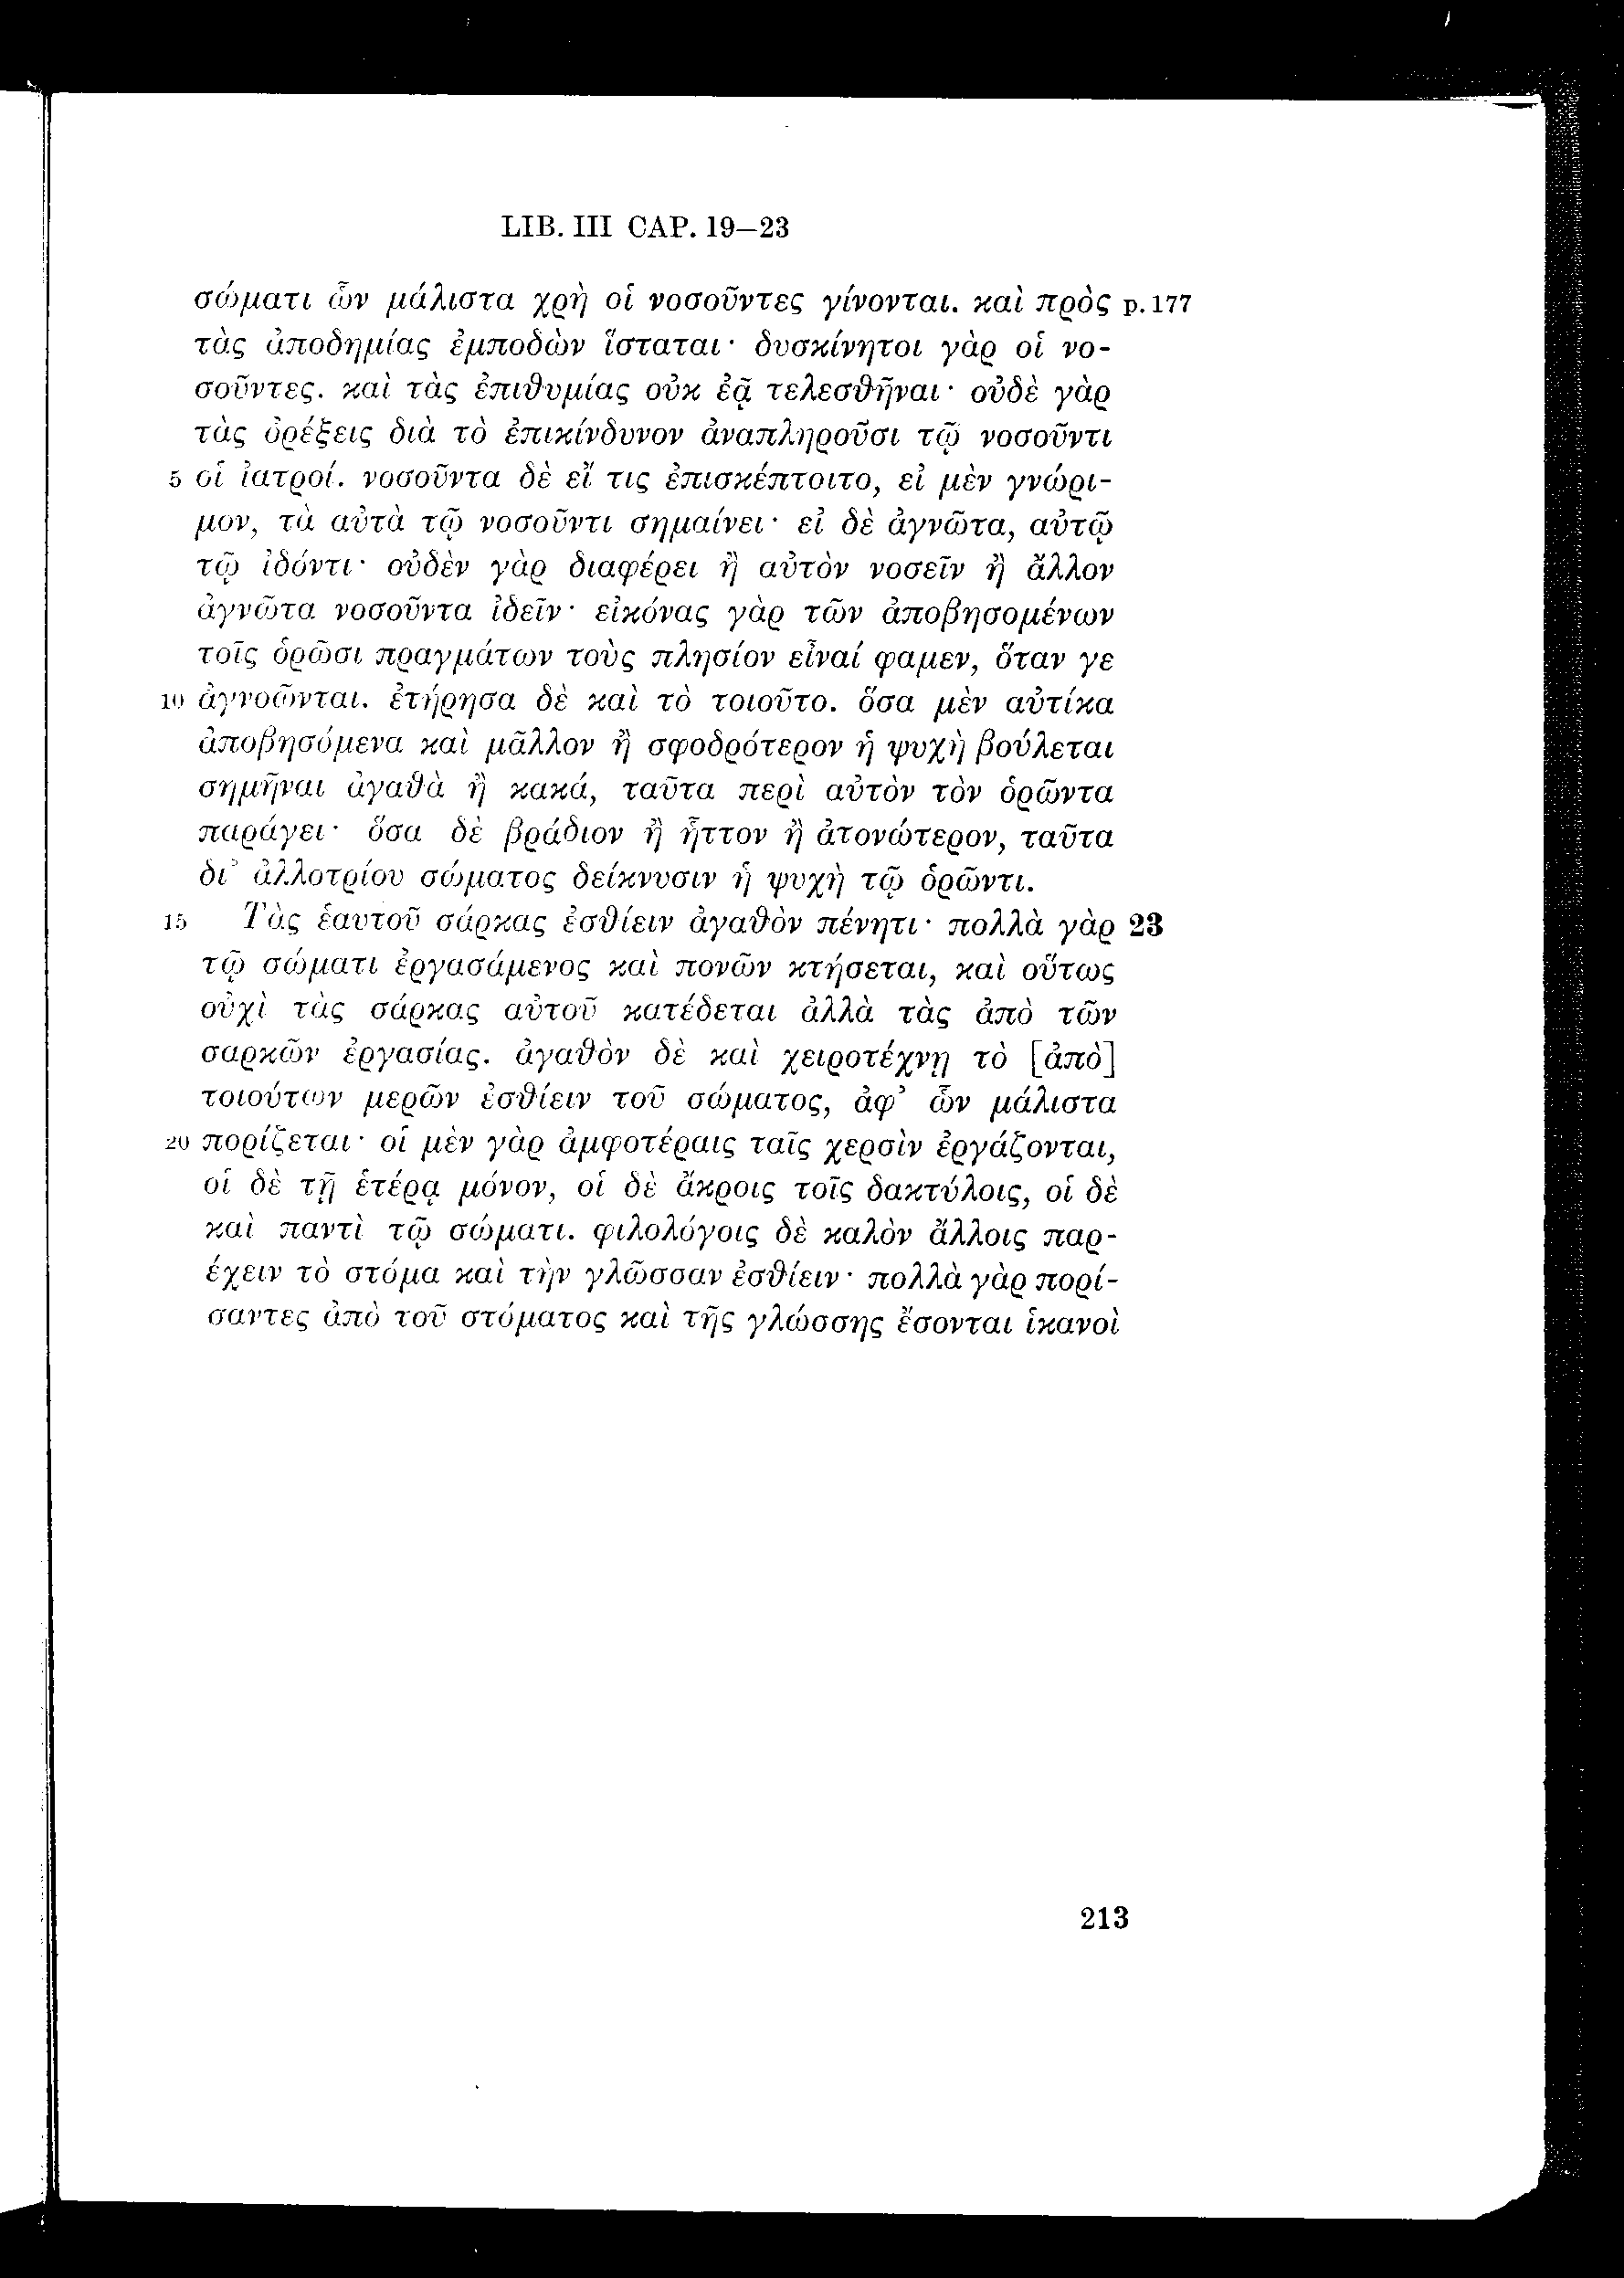 LIB. III CAP. 19–23
σώματι ὧν μάλιστα χρὴ οἱ νοσοῦντες γίνονται. καὶ πρὸς p. 177
τὰς ἀποδημίας ἐμποδὼν ἵσταται· δυσκίνητοι γὰρ οἱ νο-
σοῦντες. καὶ τὰς ἐπιθυμίας οὐκ ἐᾷ τελεσθῆναι· οὐδὲ γὰρ
τὰς ὀρέξεις διὰ τὸ ἐπικίνδυνον ἀναπληροῦσι τῷ νοσοῦντι
5 οἱ ἰατροί. νοσοῦντα δὲ εἴ τις ἐπισκέπτοιτο, εἰ μὲν γνώρι-
μον, τὰ αὐτὰ τῷ νοσοῦντι σημαίνει· εἰ δὲ ἀγνῶτα, αὐτῷ
τῷ ἰδόντι· οὐδὲν γὰρ διαφέρει ἢ αὐτὸν νοσεῖν ἢ ἄλλον
ἀγνῶτα νοσοῦντα ἰδεῖν· εἰκόνας γὰρ τῶν ἀποβησομένων
τοῖς ὁρῶσι πραγμάτων τοὺς πλησίον εἶναί φαμεν, ὅταν γε
10 ἀγνοῶνται. ἐτήρησα δὲ καὶ τὸ τοιοῦτο. ὅσα μὲν αὐτίκα
ἀποβησόμενα καὶ μᾶλλον ἢ σφοδρότερον ἡ ψυχὴ βούλεται
σημῆναι ἀγαθὰ ἢ κακά, ταῦτα περὶ αὐτὸν τὸν ὁρῶντα
παράγει· ὅσα δὲ βράδιον ἢ ἧττον ἢ ἀτονώτερον, ταῦτα
δι’ ἀλλοτρίου σώματος δείκνυσιν ἡ ψυχὴ τῷ ὁρῶντι.
15 Τὰς ἑαυτοῦ σάρκας ἐσθίειν ἀγαθὸν πένητι· πολλὰ γὰρ 23
τῷ σώματι ἐργασάμενος καὶ πονῶν κτήσεται, καὶ οὕτως
οὐχὶ τὰς σάρκας αὐτοῦ κατέδεται ἀλλὰ τὰς ἀπὸ τῶν
σαρκῶν ἐργασίας. ἀγαθὸν δὲ καὶ χειροτέχνῃ τὸ [ἀπὸ]
τοιούτων μερῶν ἐσθίειν τοῦ σώματος, ἀφ’ ὧν μάλιστα
20 πορίζεται· οἱ μὲν γὰρ ἀμφοτέραις ταῖς χερσὶν ἐργάζονται,
οἱ δὲ τῇ ἑτέρᾳ μόνον, οἱ δὲ ἄκροις τοῖς δακτύλοις, οἱ δὲ
καὶ παντὶ τῷ σώματι. φιλολόγοις δὲ καλὸν ἄλλοις παρ-
έχειν τὸ στόμα καὶ τὴν γλῶσσαν ἐσθίειν· πολλὰ γὰρ πορί-
σαντες ἀπὸ τοῦ στόματος καὶ τῆς γλώσσης ἔσονται ἱκανοὶ
213